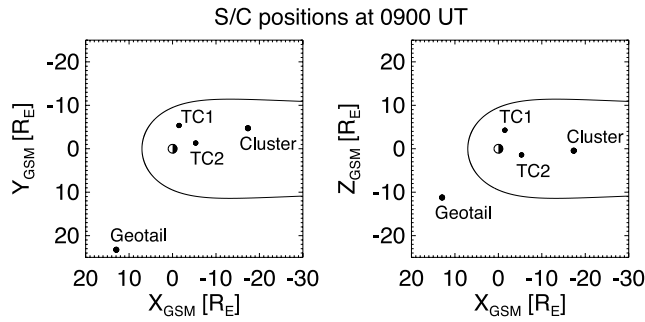 S/C positions at 0900 UT
-20
-10
0
10
20
Y_GSM [R_E]
TC1
TC2
Cluster
Geotail
20 10 0 -10 -20 -30
X_GSM [R_E]
20
10
0
-10
-20
Z_GSM [R_E]
TC1
TC2
Cluster
Geotail
20 10 0 -10 -20 -30
X_GSM [R_E]